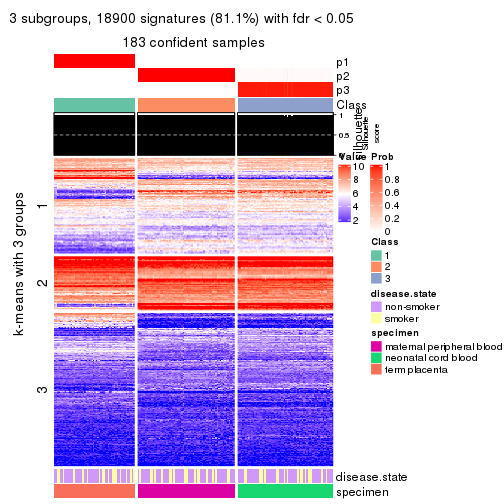 3 subgroups, 18900 signatures (81.1%) with fdr < 0.05
183 confident samples
p1
p2
p3
Class
1
0.5
0
silhouette
Silhouette
score
k-means with 3 groups
1
2
3
Value
10
8
6
4
2
Prob
1
0.8
0.6
0.4
0.2
0
Class
1
2
3
disease.state
non-smoker
smoker
specimen
maternal peripheral blood
neonatal cord blood
term placenta
disease.state
specimen